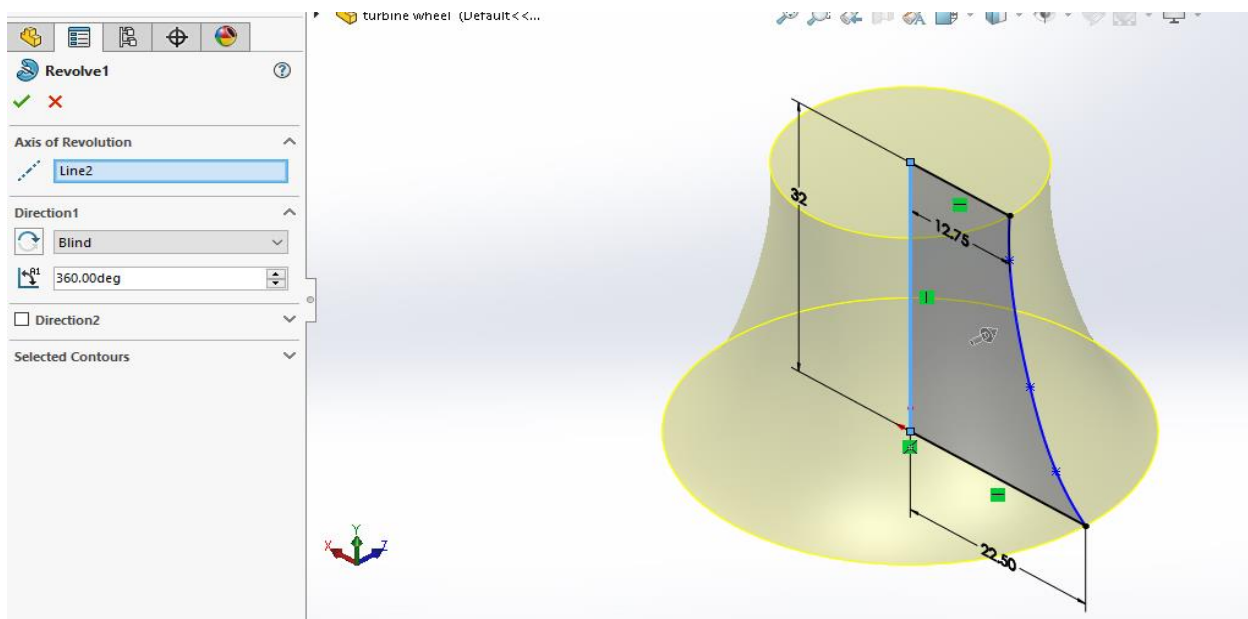 turbine wheel (Default<<...
Revolve1
Axis of Revolution
Line2
Direction1
Blind
A1
360.00deg
Direction2
Selected Contours
32
12.75
22.50
Y
X
Z